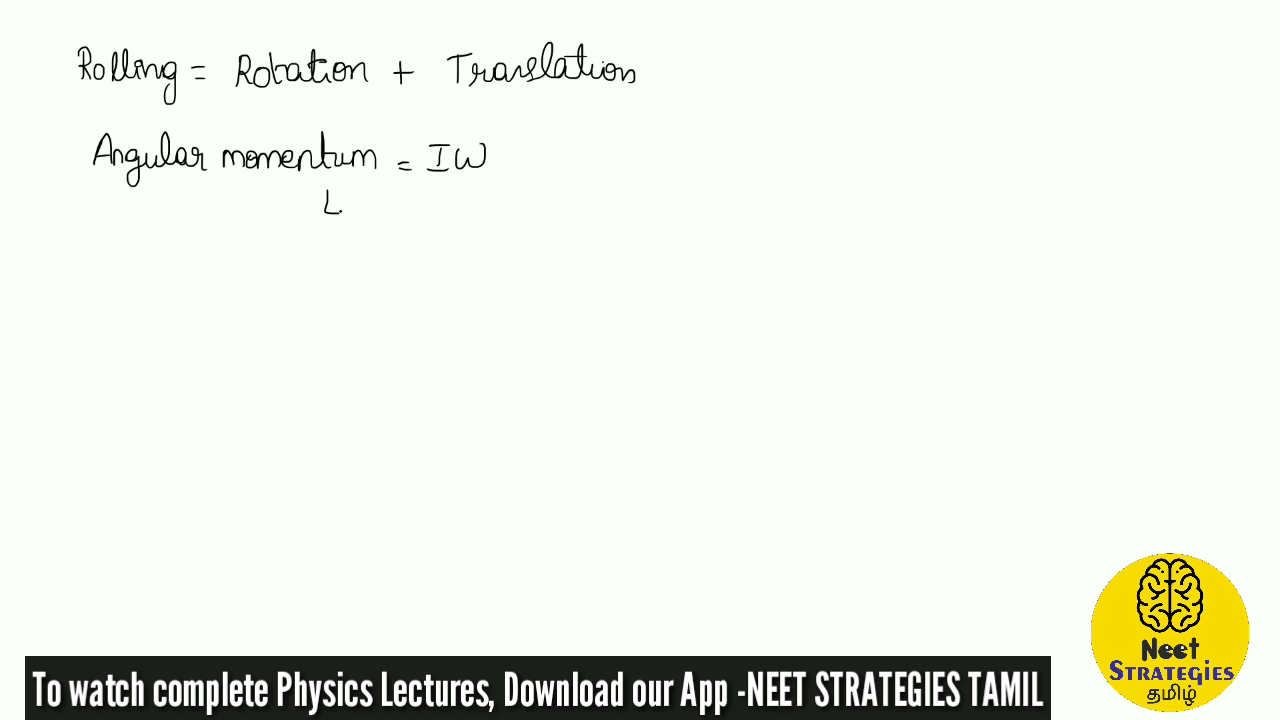 Rolling = Rotation + Translation
Angular momentum = Iω
L
To watch complete Physics Lectures, Download our App -NEET STRATEGIES TAMIL
Neet
STRATEGIES
தமிழ்